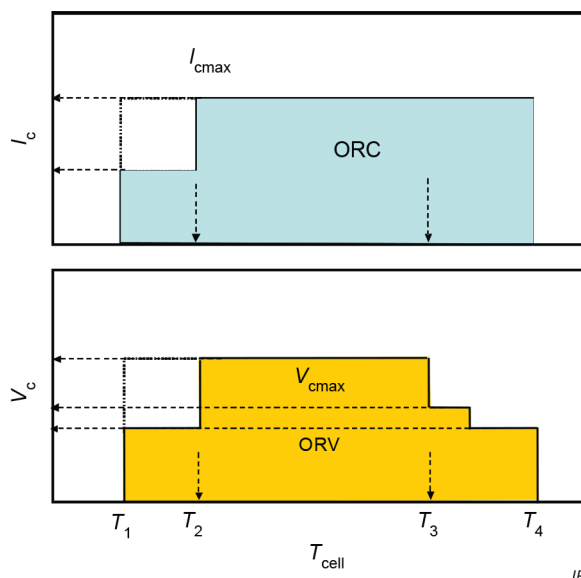 I_cmax
I_c
ORC
V_c
V_cmax
ORV
T_1 T_2 T_3 T_4
T_cell